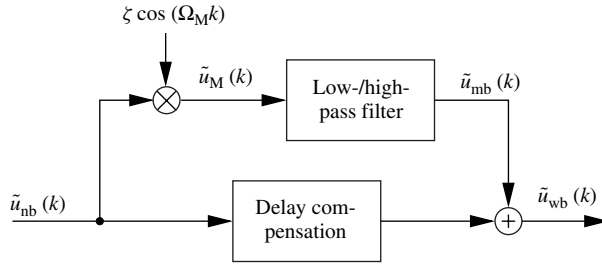 ζ cos (Ω_M k)
ũ_M (k)
Low-/high-
pass filter
ũ_mb (k)
ũ_nb (k)
Delay com-
pensation
ũ_wb (k)